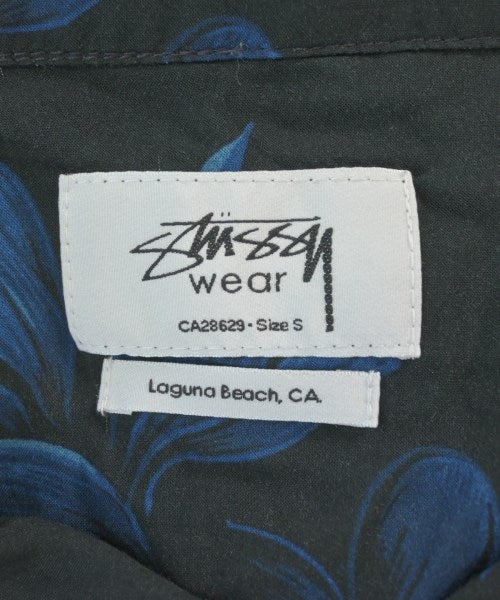 Stüssy
wear
CA28629 • Size S
Laguna Beach, CA.